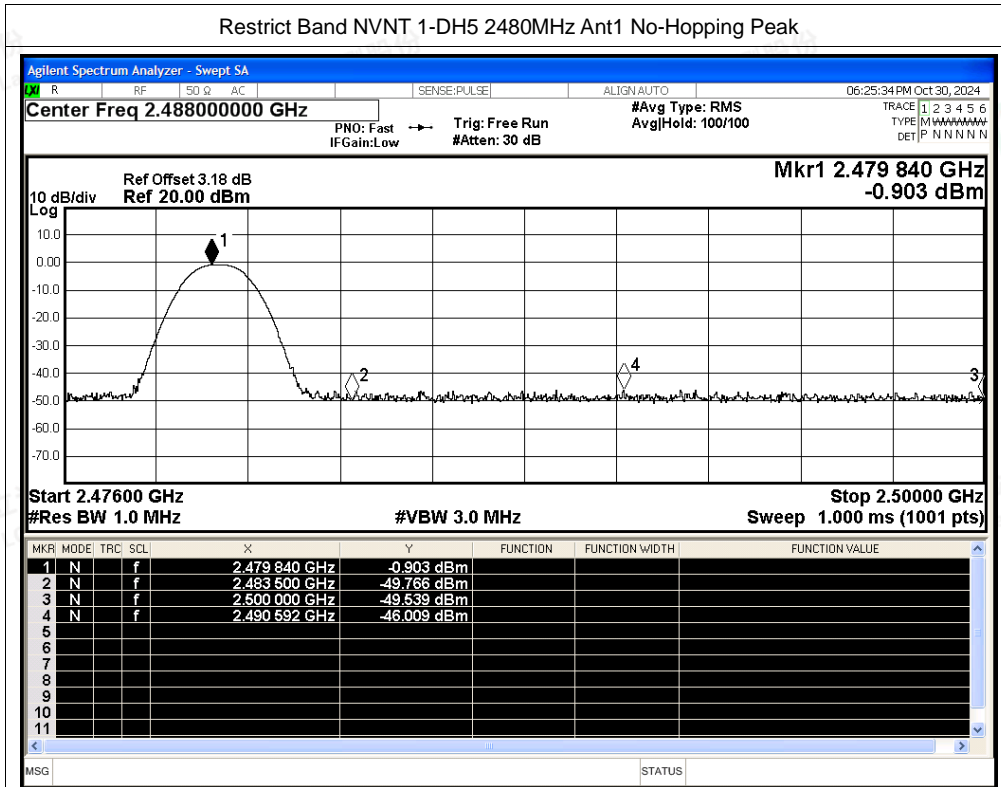 Restrict Band NVNT 1-DH5 2480MHz Ant1 No-Hopping Peak
Agilent Spectrum Analyzer - Swept SA
LXI R RF 50 Ω AC SENSE:PULSE ALIGN AUTO 06:25:34 PM Oct 30, 2024
Center Freq 2.488000000 GHz #Avg Type: RMS TRACE 1 2 3 4 5 6
PNO: Fast Trig: Free Run Avg|Hold: 100/100 TYPE M WWWWW
IFGain:Low #Atten: 30 dB DET P N N N N N
Mkr1 2.479 840 GHz
Ref Offset 3.18 dB
10 dB/div Ref 20.00 dBm -0.903 dBm
Log
10.0
0.00
-10.0
-20.0
-30.0
-40.0
-50.0
-60.0
-70.0
1
2
4
3
Start 2.47600 GHz Stop 2.50000 GHz
#Res BW 1.0 MHz #VBW 3.0 MHz Sweep 1.000 ms (1001 pts)
MKR MODE TRC SCL X Y FUNCTION FUNCTION WIDTH FUNCTION VALUE
1 N f 2.479 840 GHz -0.903 dBm
2 N f 2.483 500 GHz -49.766 dBm
3 N f 2.500 000 GHz -49.539 dBm
4 N f 2.490 592 GHz -46.009 dBm
5
6
7
8
9
10
11
MSG STATUS